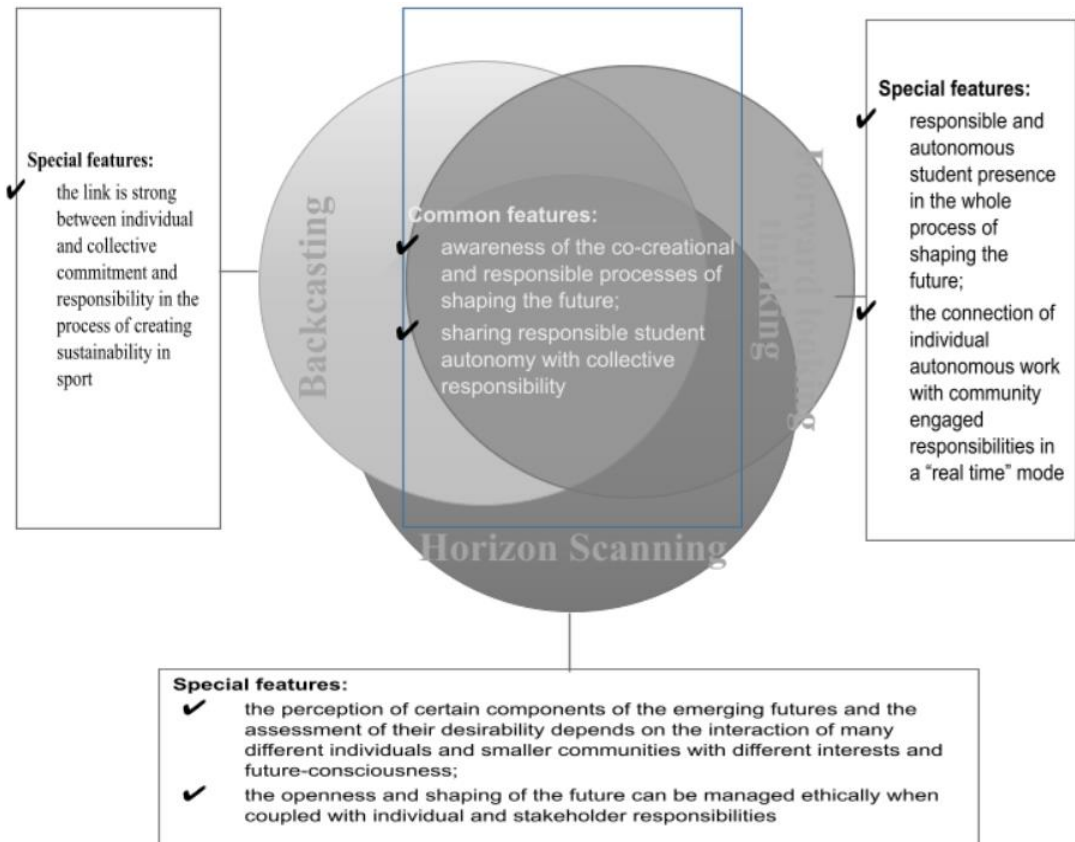 Special features:
✔ the link is strong
between individual
and collective
commitment and
responsibility in the
process of creating
sustainability in
sport
Backcasting
Common features:
✔ awareness of the co-creational
and responsible processes of
shaping the future;
✔ sharing responsible student
autonomy with collective
responsibility
Forward looking
thinking
Horizon Scanning
Special features:
✔ responsible and
autonomous
student presence
in the whole
process of
shaping the
future;
✔ the connection of
individual
autonomous work
with community
engaged
responsibilities in
a “real time” mode
Special features:
✔ the perception of certain components of the emerging futures and the
assessment of their desirability depends on the interaction of many
different individuals and smaller communities with different interests and
future-consciousness;
✔ the openness and shaping of the future can be managed ethically when
coupled with individual and stakeholder responsibilities